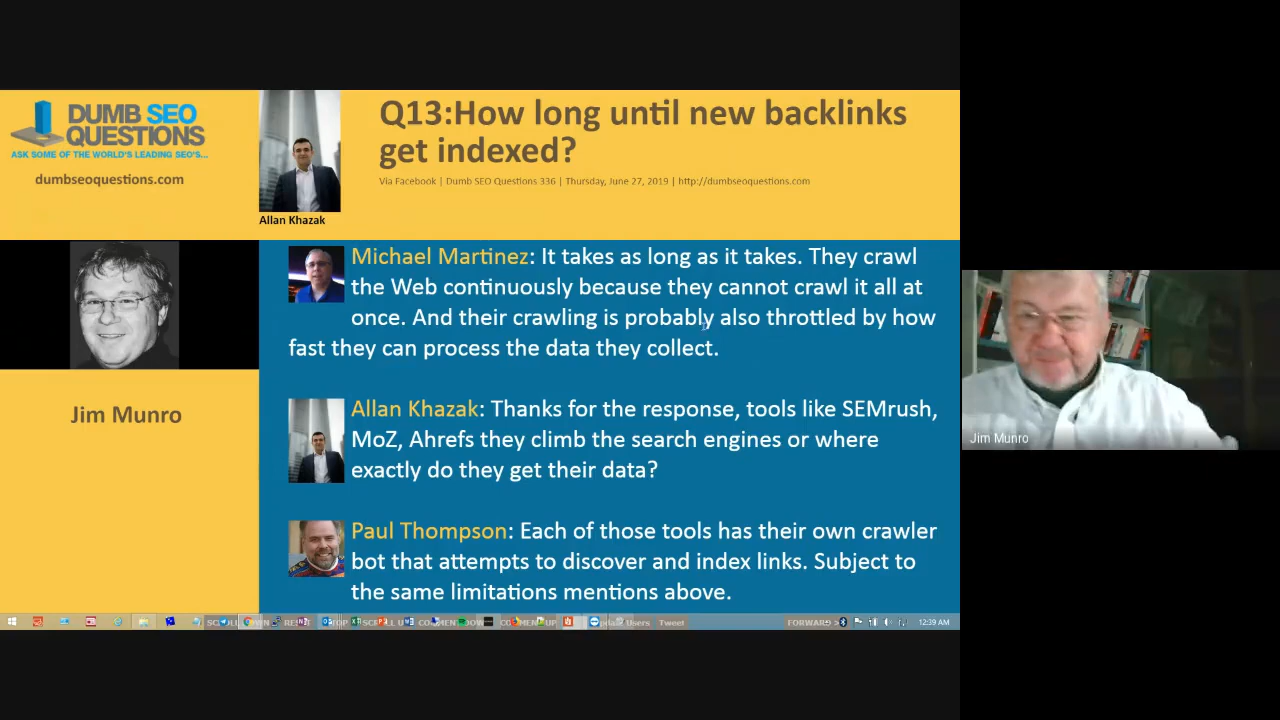 DUMB SEO
QUESTIONS
ASK SOME OF THE WORLD'S LEADING SEO'S...
dumbseoquestions.com
Allan Khazak
Q13:How long until new backlinks
get indexed?
Via Facebook | Dumb SEO Questions 336 | Thursday, June 27, 2019 | http://dumbseoquestions.com
Jim Munro
Michael Martinez: It takes as long as it takes. They crawl
the Web continuously because they cannot crawl it all at
once. And their crawling is probably also throttled by how
fast they can process the data they collect.
Allan Khazak: Thanks for the response, tools like SEMrush,
MoZ, Ahrefs they climb the search engines or where
exactly do they get their data?
Paul Thompson: Each of those tools has their own crawler
bot that attempts to discover and index links. Subject to
the same limitations mentions above.
Jim Munro
Users Tweet FORWARD > 12:39 AM